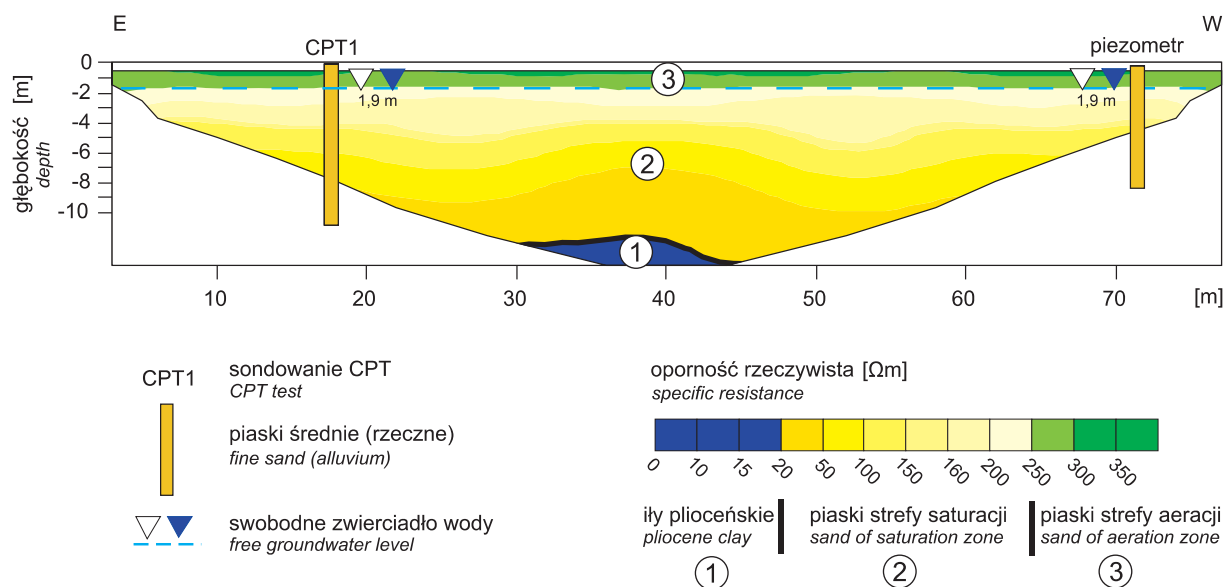 E
W
CPT1
piezometr
0
-2
-4
-6
-8
-10
głębokość [m]
depth
1,9 m
1,9 m
3
2
1
10
20
30
40
50
60
70
[m]
CPT1
sondowanie CPT
CPT test
piaski średnie (rzeczne)
fine sand (alluvium)
swobodne zwierciadło wody
free groundwater level
oporność rzeczywista [Ωm]
specific resistance
0 10 15 20 50 100 150 160 200 250 300 350
iły plioceńskie
pliocene clay
1
piaski strefy saturacji
sand of saturation zone
2
piaski strefy aeracji
sand of aeration zone
3